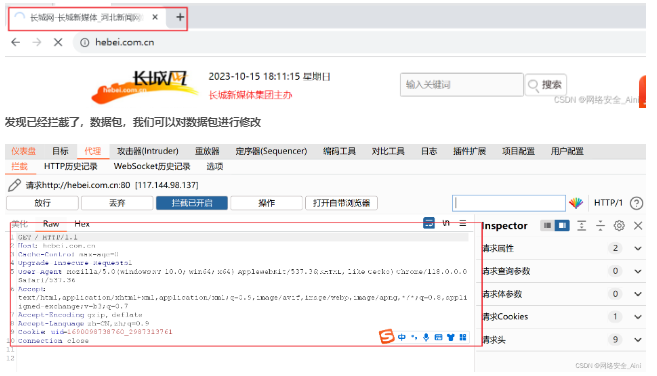 长城网-长城新媒体_河北新闻网
hebei.com.cn
长城网
hebei.com.cn
2023-10-15 18:11:15 星期日
长城新媒体集团主办
输入关键词
搜索
CSDN @网络安全_Aini
发现已经拦截了，数据包，我们可以对数据包进行修改
仪表盘 目标 代理 攻击器(Intruder) 重放器 定序器(Sequencer) 编码工具 对比工具 日志 插件扩展 项目配置 用户配置
拦截 HTTP历史记录 WebSocket历史记录 选项
请求http://hebei.com.cn:80 [117.144.98.137]
放行 丢弃 拦截已开启 操作 打开自带浏览器 HTTP/1
美化 Raw Hex
Inspector
1 GET / HTTP/1.1
2 Host: hebei.com.cn
3 Cache-Control: max-age=0
4 Upgrade-Insecure-Requests:
5 User-Agent: Mozilla/5.0 (Windows NT 10.0; Win64; x64) AppleWebKit/537.36 (KHTML, like Gecko) Chrome/118.0.0.0
Safari/537.36
6 Accept:
text/html,application/xhtml+xml,application/xml;q=0.9,image/avif,image/webp,image/apng,*/*;q=0.8,appli
igned-exchange;v=b3;q=0.7
7 Accept-Encoding: gzip, deflate
8 Accept-Language: zh-CN,zh;q=0.9
9 Cookie: uid=
10 Connection: close
11
12
中
请求属性 2
请求查询参数 0
请求体参数 0
请求Cookies 1
请求头 9
CSDN @网络安全_Aini